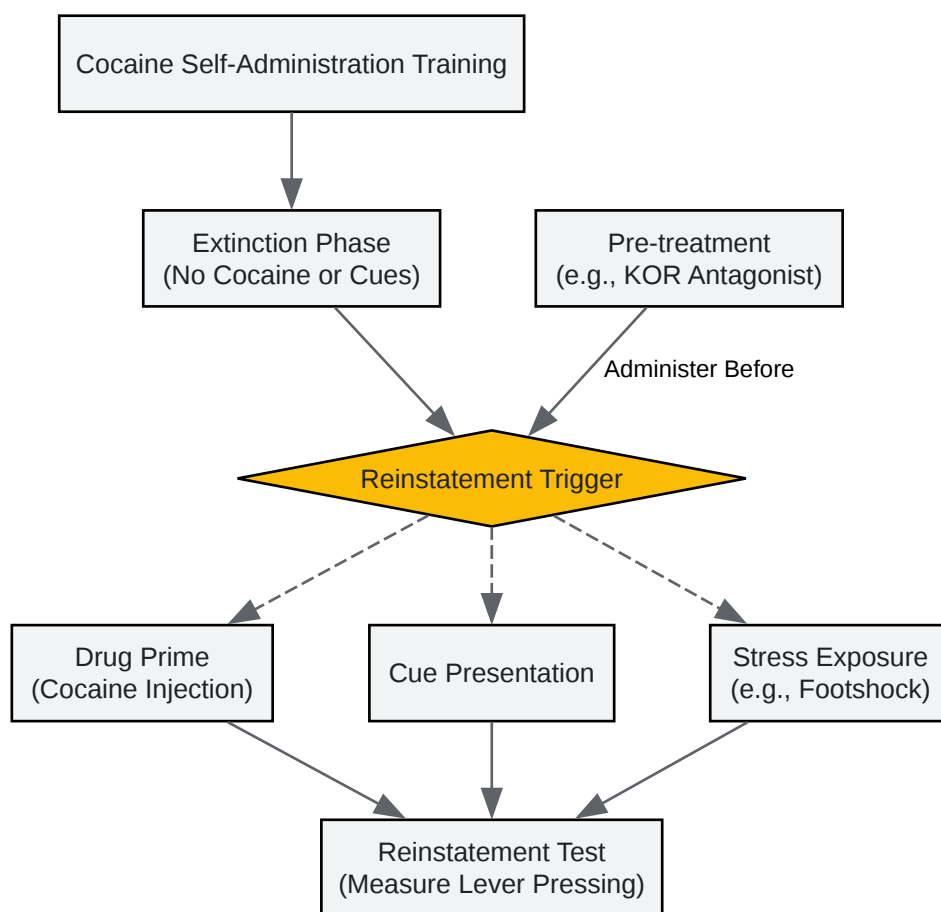 Cocaine Self-Administration Training
Extinction Phase
(No Cocaine or Cues)
Pre-treatment
(e.g., KOR Antagonist)
Administer Before
Reinstatement Trigger
Drug Prime
(Cocaine Injection)
Cue Presentation
Stress Exposure
(e.g., Footshock)
Reinstatement Test
(Measure Lever Pressing)